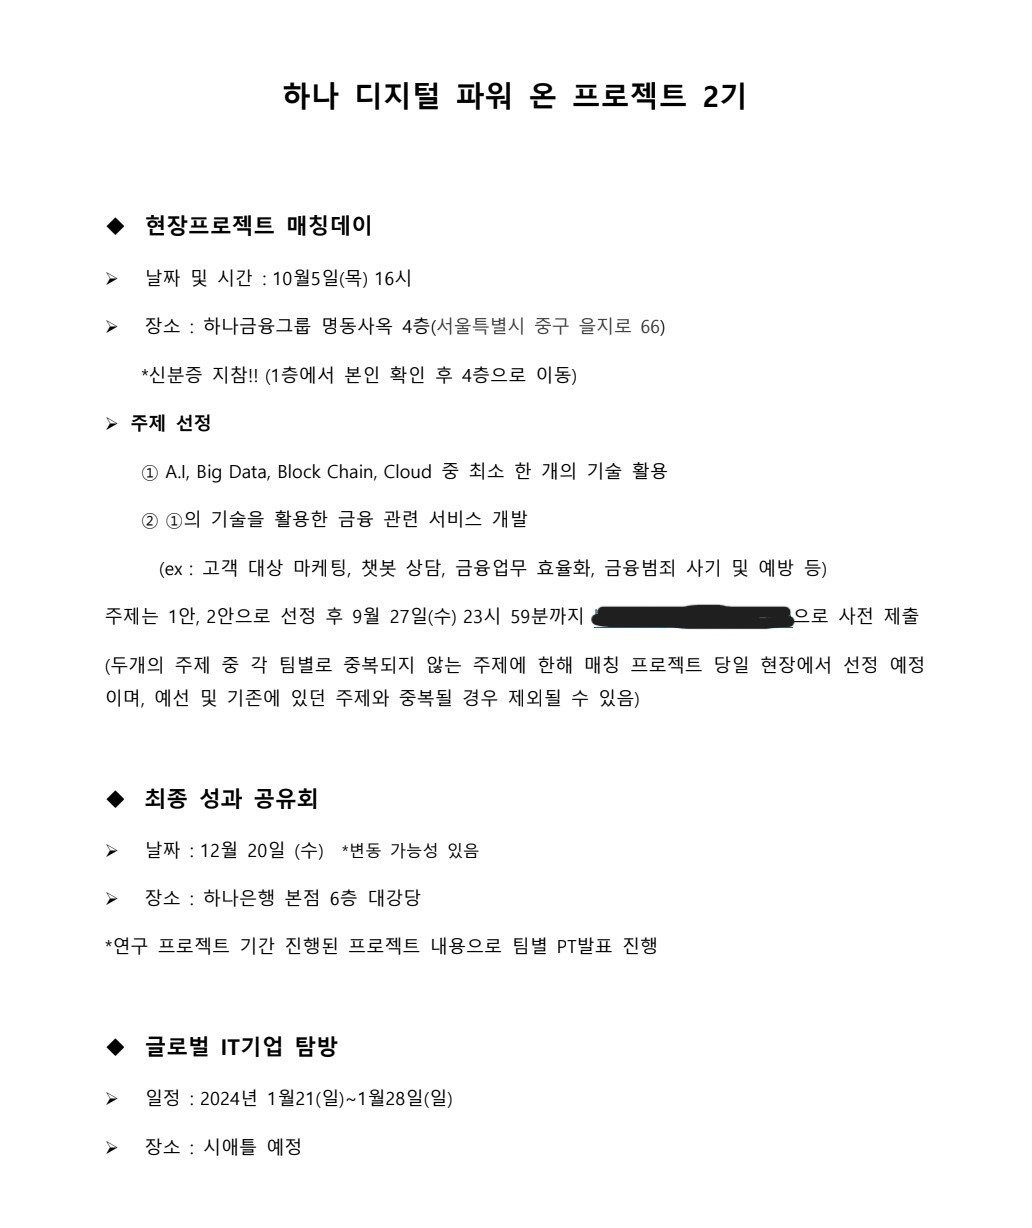 하나 디지털 파워 온 프로젝트 2기
◆ 현장프로젝트 매칭데이
➢ 날짜 및 시간 : 10월5일(목) 16시
➢ 장소 : 하나금융그룹 명동사옥 4층(서울특별시 중구 을지로 66)
*신분증 지참!! (1층에서 본인 확인 후 4층으로 이동)
➢ 주제 선정
① A.I, Big Data, Block Chain, Cloud 중 최소 한 개의 기술 활용
② ①의 기술을 활용한 금융 관련 서비스 개발
(ex : 고객 대상 마케팅, 챗봇 상담, 금융업무 효율화, 금융범죄 사기 및 예방 등)
주제는 1안, 2안으로 선정 후 9월 27일(수) 23시 59분까지 으로 사전 제출
(두개의 주제 중 각 팀별로 중복되지 않는 주제에 한해 매칭 프로젝트 당일 현장에서 선정 예정
이며, 예선 및 기존에 있던 주제와 중복될 경우 제외될 수 있음)
◆ 최종 성과 공유회
➢ 날짜 : 12월 20일 (수) *변동 가능성 있음
➢ 장소 : 하나은행 본점 6층 대강당
*연구 프로젝트 기간 진행된 프로젝트 내용으로 팀별 PT발표 진행
◆ 글로벌 IT기업 탐방
➢ 일정 : 2024년 1월21(일)~1월28일(일)
➢ 장소 : 시애틀 예정